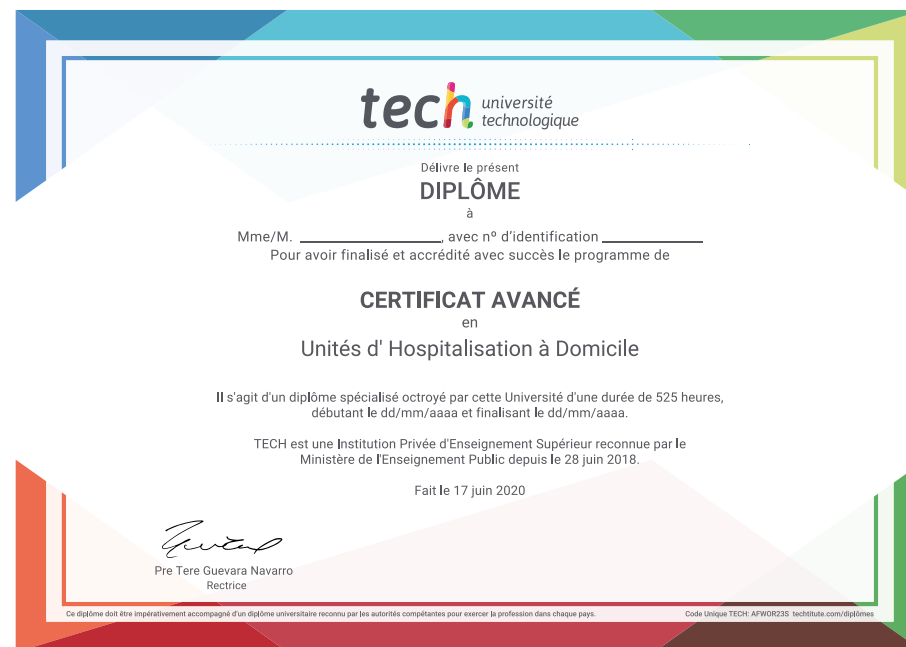 tech université
technologique
Délivre le présent
DIPLÔME
à
Mme/M. ____________________, avec nº d'identification ______________
Pour avoir finalisé et accrédité avec succès le programme de
CERTIFICAT AVANCÉ
en
Unités d' Hospitalisation à Domicile
Il s'agit d'un diplôme spécialisé octroyé par cette Université d'une durée de 525 heures,
débutant le dd/mm/aaaa et finalisant le dd/mm/aaaa.
TECH est une Institution Privée d'Enseignement Supérieur reconnue par le
Ministère de l'Enseignement Public depuis le 28 juin 2018.
Fait le 17 juin 2020
Pre Tere Guevara Navarro
Rectrice
Ce diplôme doit être impérativement accompagné d'un diplôme universitaire reconnu par les autorités compétantes pour exercer la profession dans chaque pays.
Code Unique TECH: AFWOR23S techtitute.com/diplômes